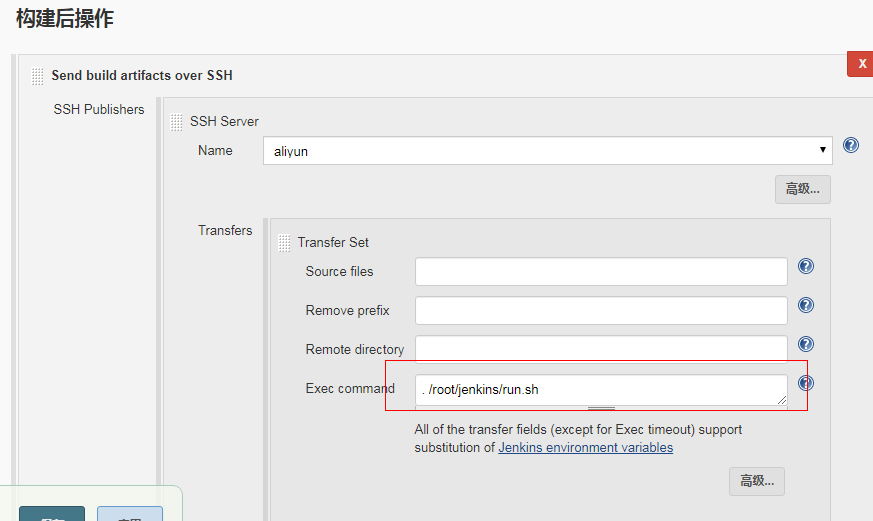 构建后操作
Send build artifacts over SSH
X
SSH Publishers
SSH Server
Name
aliyun
高级...
Transfers
Transfer Set
Source files
Remove prefix
Remote directory
Exec command
. /root/jenkins/run.sh
All of the transfer fields (except for Exec timeout) support
substitution of Jenkins environment variables
高级...